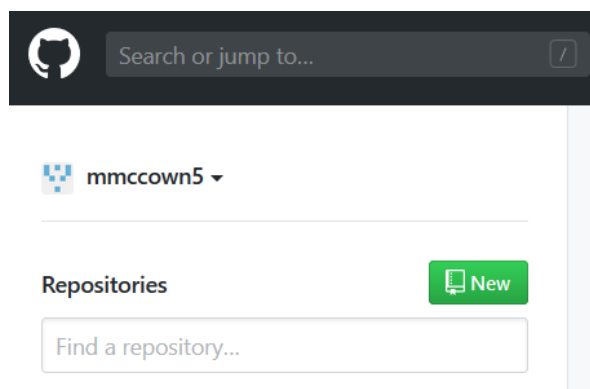 Search or jump to...
/
mmccown5
Repositories
New
Find a repository...